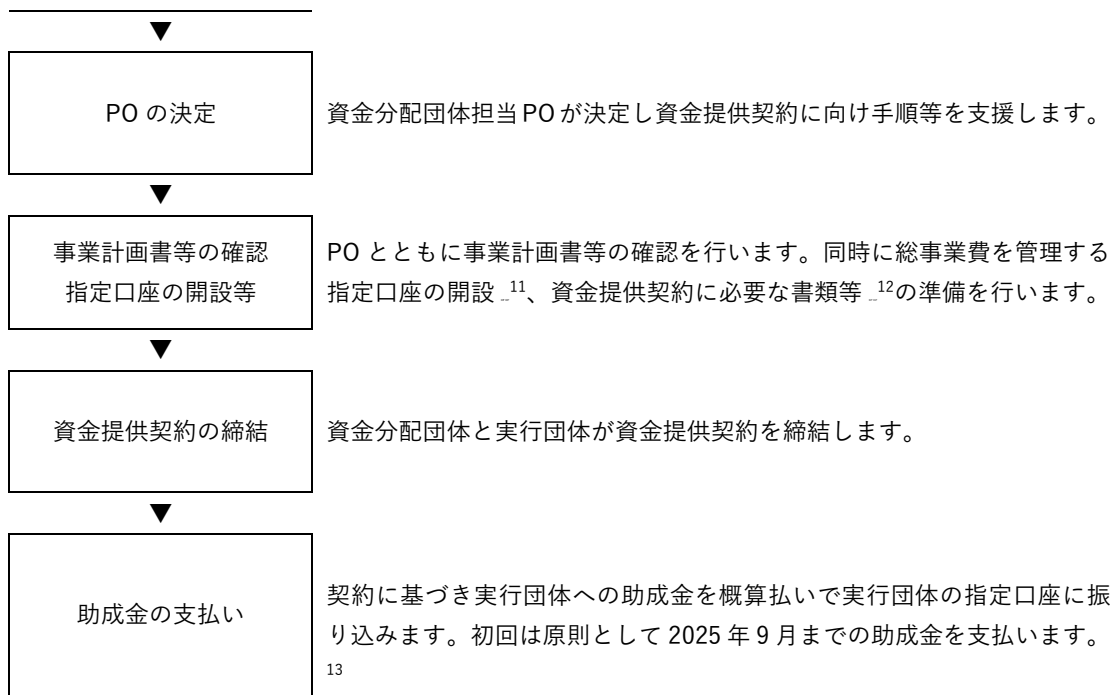 ▼
PO の決定
資金分配団体担当 PO が決定し資金提供契約に向け手順等を支援します。
▼
事業計画書等の確認
指定口座の開設等
PO とともに事業計画書等の確認を行います。同時に総事業費を管理する
指定口座の開設 11、資金提供契約に必要な書類等 12の準備を行います。
▼
資金提供契約の締結
資金分配団体と実行団体が資金提供契約を締結します。
▼
助成金の支払い
契約に基づき実行団体への助成金を概算払いで実行団体の指定口座に振
り込みます。初回は原則として 2025 年 9 月までの助成金を支払います。
13